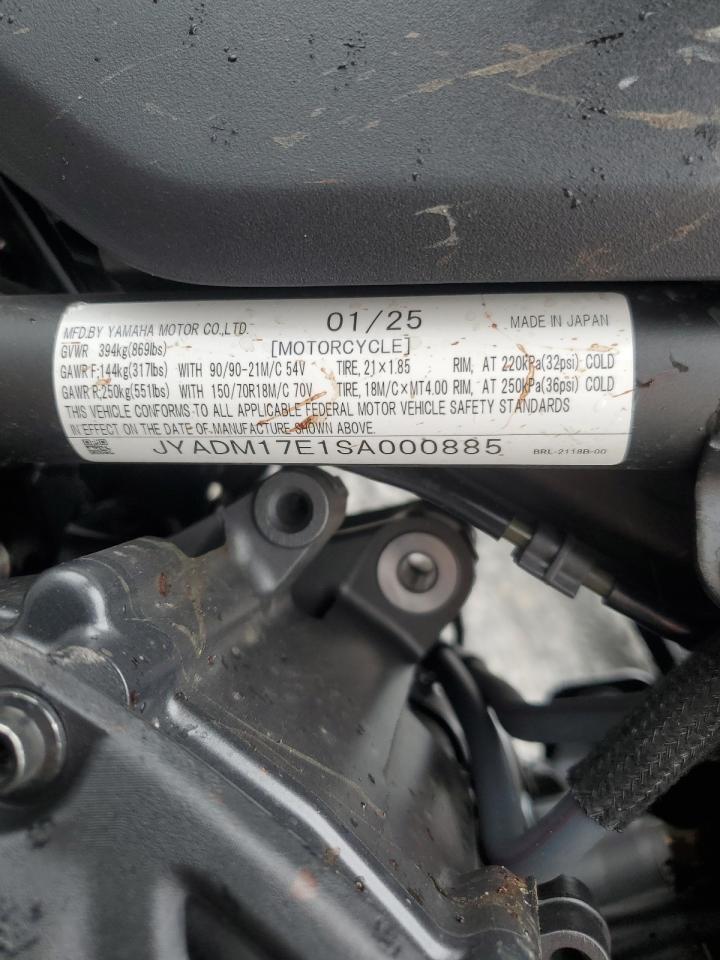 MFD.BY YAMAHA MOTOR CO.,LTD. 01/25 MADE IN JAPAN
GVWR 394kg(869lbs) [MOTORCYCLE]
GAWR F:144kg(317lbs) WITH 90/90-21M/C 54V TIRE, 21×1.85 RIM, AT 220kPa(32psi) COLD
GAWR R:250kg(551lbs) WITH 150/70R18M/C 70V TIRE, 18M/C×MT4.00 RIM, AT 250kPa(36psi) COLD
THIS VEHICLE CONFORMS TO ALL APPLICABLE FEDERAL MOTOR VEHICLE SAFETY STANDARDS
IN EFFECT ON THE DATE OF MANUFACTURE SHOWN ABOVE.
JYADM17E1SA000885 BRL-2118B-00